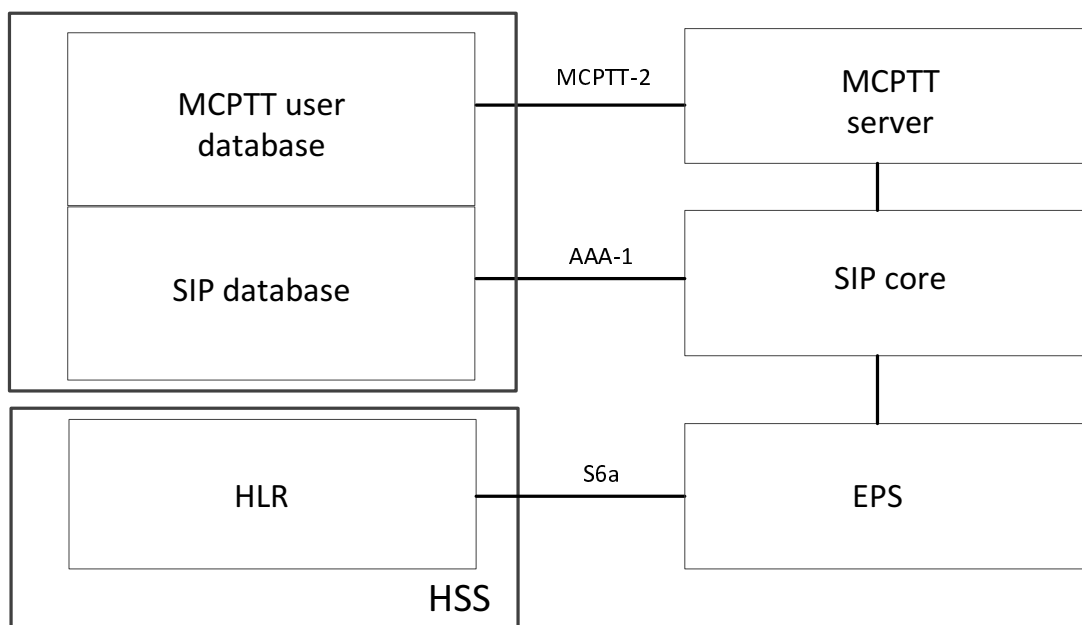 MCPTT user
database
MCPTT-2
MCPTT
server
SIP database
AAA-1
SIP core
HLR
S6a
EPS
HSS